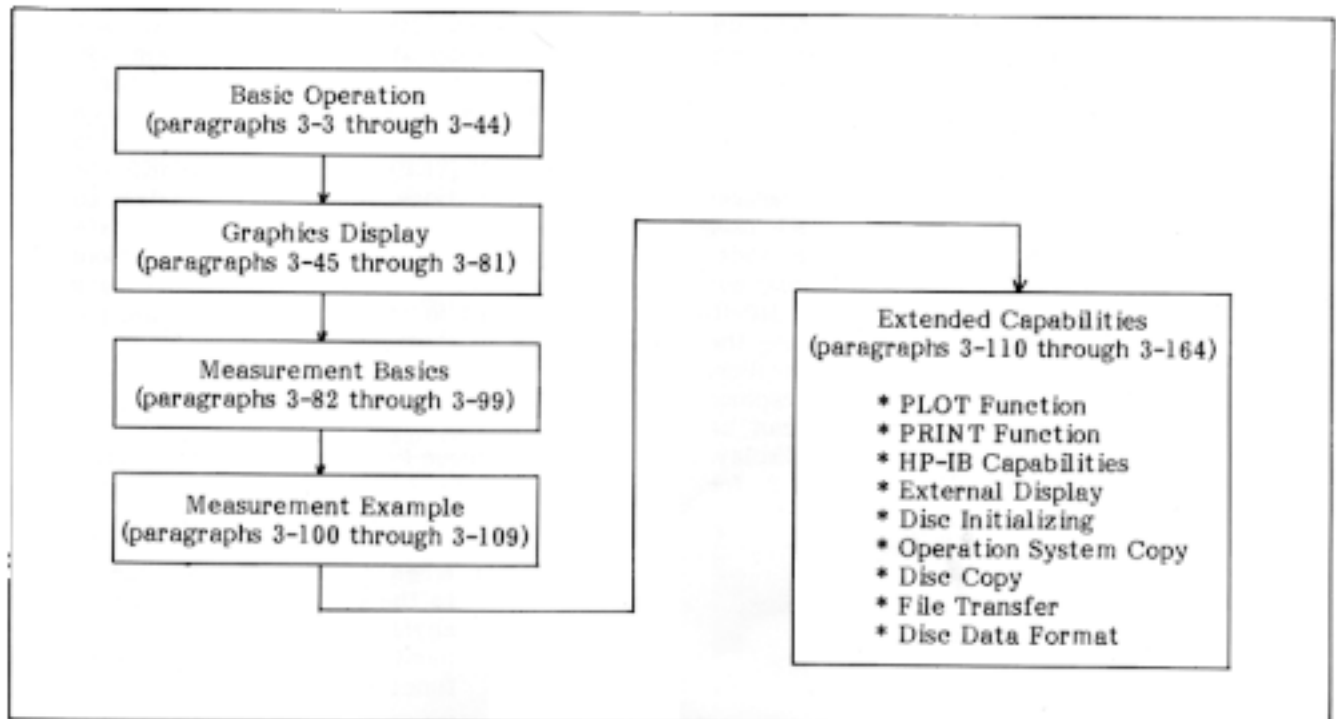 Basic Operation
(paragraphs 3-3 through 3-44)
Graphics Display
(paragraphs 3-45 through 3-81)
Measurement Basics
(paragraphs 3-82 through 3-99)
Measurement Example
(paragraphs 3-100 through 3-109)
Extended Capabilities
(paragraphs 3-110 through 3-164)
* PLOT Function
* PRINT Function
* HP-IB Capabilities
* External Display
* Disc Initializing
* Operation System Copy
* Disc Copy
* File Transfer
* Disc Data Format